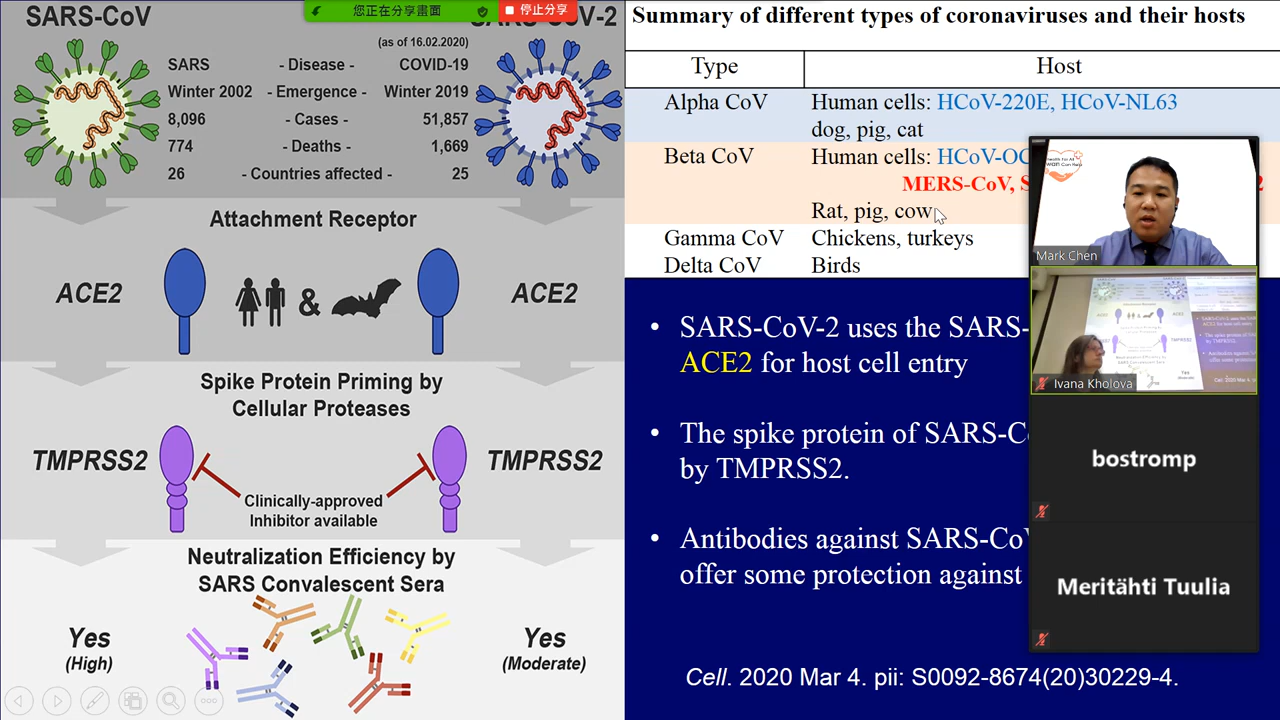 SARS-CoV
SARS-CoV-2
您正在分享畫面
停止分享
(as of 16.02.2020)
SARS - Disease - COVID-19
Winter 2002 - Emergence - Winter 2019
8,096 - Cases - 51,857
774 - Deaths - 1,669
26 - Countries affected - 25
Attachment Receptor
ACE2 & ACE2
Spike Protein Priming by
Cellular Proteases
TMPRSS2 TMPRSS2
Clinically-approved
Inhibitor available
Neutralization Efficiency by
SARS Convalescent Sera
Yes
(High)
Yes
(Moderate)
Summary of different types of coronaviruses and their hosts
Type Host
Alpha CoV Human cells: HCoV-220E, HCoV-NL63
dog, pig, cat
Beta CoV Human cells: HCoV-OC
MERS-CoV, S
2
Rat, pig, cow
Gamma CoV Chickens, turkeys
Delta CoV Birds
• SARS-CoV-2 uses the SARS-
ACE2 for host cell entry
• The spike protein of SARS-Co
by TMPRSS2.
• Antibodies against SARS-CoV
offer some protection against
Cell. 2020 Mar 4. pii: S0092-8674(20)30229-4.
Mark Chen
Ivana Kholova
bostromp
Meritähti Tuulia